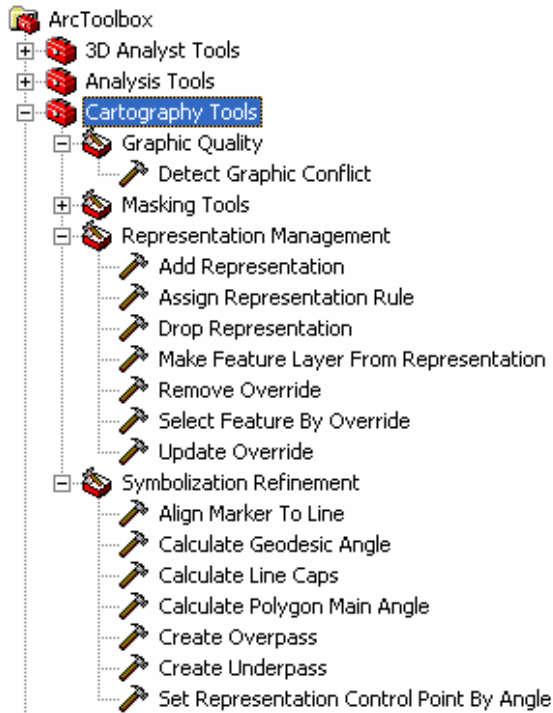 ArcToolbox
3D Analyst Tools
Analysis Tools
Cartography Tools
Graphic Quality
Detect Graphic Conflict
Masking Tools
Representation Management
Add Representation
Assign Representation Rule
Drop Representation
Make Feature Layer From Representation
Remove Override
Select Feature By Override
Update Override
Symbolization Refinement
Align Marker To Line
Calculate Geodesic Angle
Calculate Line Caps
Calculate Polygon Main Angle
Create Overpass
Create Underpass
Set Representation Control Point By Angle